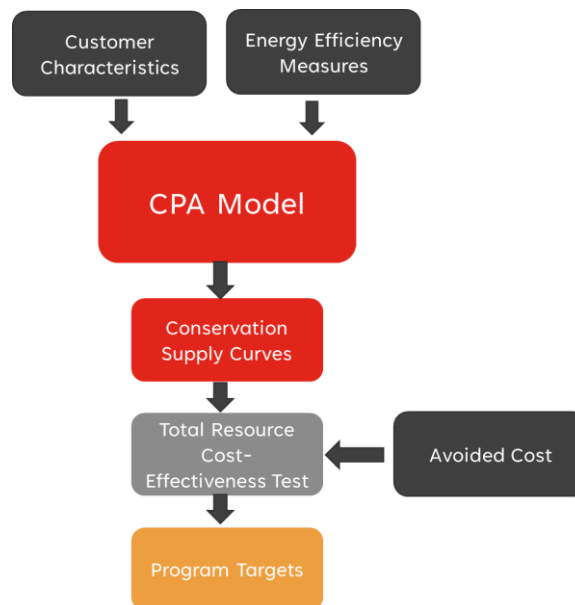 Customer
Characteristics
Energy Efficiency
Measures
CPA Model
Conservation
Supply Curves
Total Resource
Cost-
Effectiveness Test
Avoided Cost
Program Targets